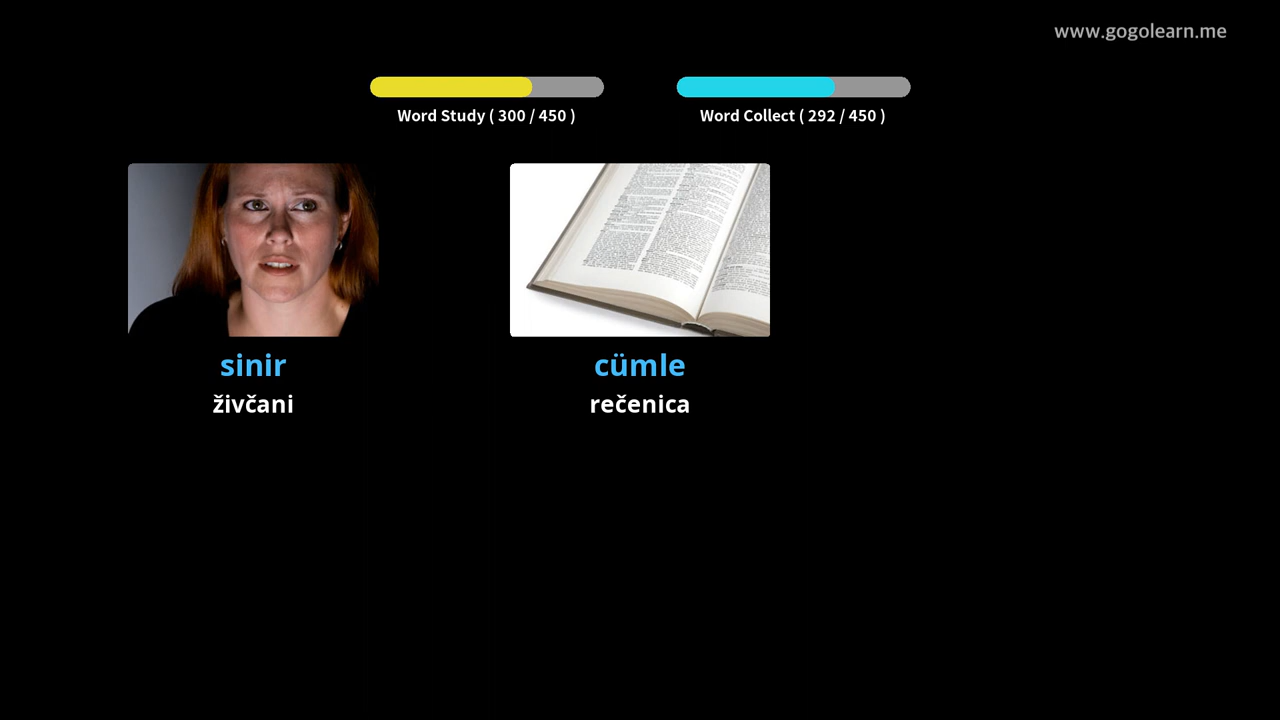 www.gogolearn.me
Word Study ( 300 / 450 )
Word Collect ( 292 / 450 )
sinir
živčani
cümle
rečenica